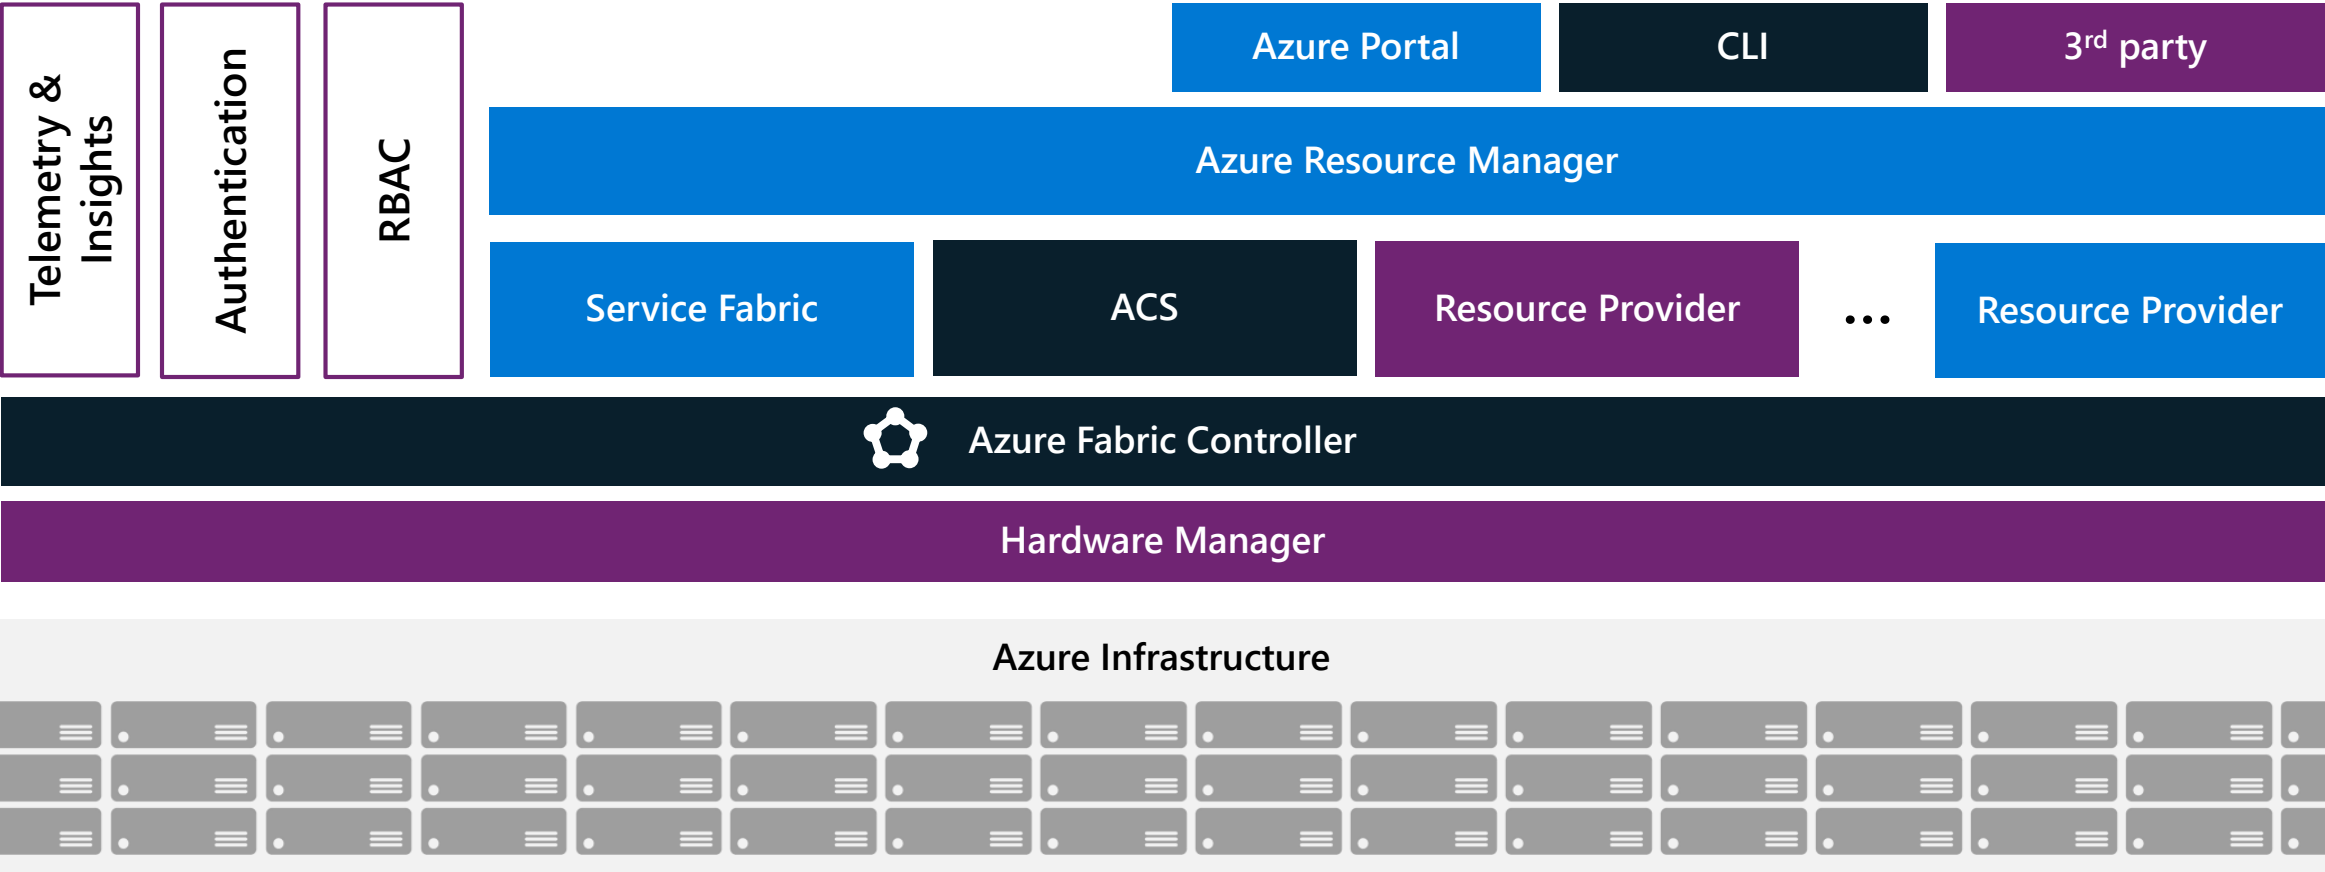 Telemetry &
Insights
Authentication
RBAC
Azure Portal
CLI
3rd party
Azure Resource Manager
Service Fabric
ACS
Resource Provider
...
Resource Provider
Azure Fabric Controller
Hardware Manager
Azure Infrastructure